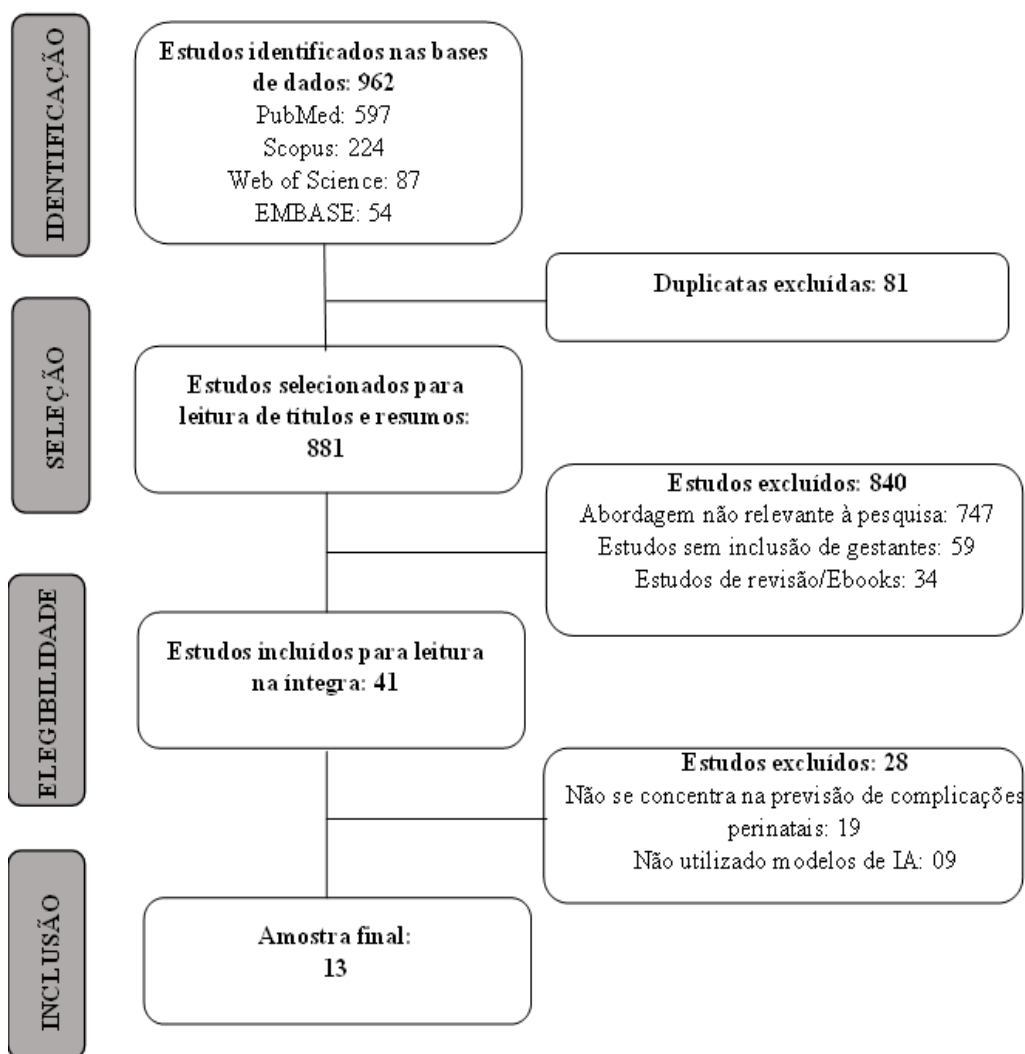 IDENTIFICAÇÃO
Estudos identificados nas bases
de dados: 962
PubMed: 597
Scopus: 224
Web of Science: 87
EMBASE: 54
Duplicatas excluídas: 81
SELEÇÃO
Estudos selecionados para
leitura de títulos e resumos:
881
Estudos excluídos: 840
Abordagem não relevante à pesquisa: 747
Estudos sem inclusão de gestantes: 59
Estudos de revisão/Ebooks: 34
ELEGIBILIDADE
Estudos incluídos para leitura
na íntegra: 41
Estudos excluídos: 28
Não se concentra na previsão de complicações
perinatais: 19
Não utilizado modelos de IA: 09
INCLUSÃO
Amostra final:
13